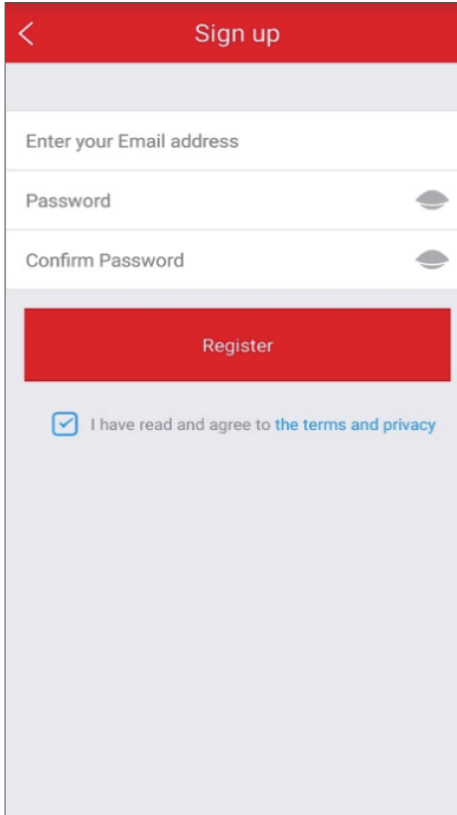 Sign up
Enter your Email address
Password
Confirm Password
Register
I have read and agree to the terms and privacy